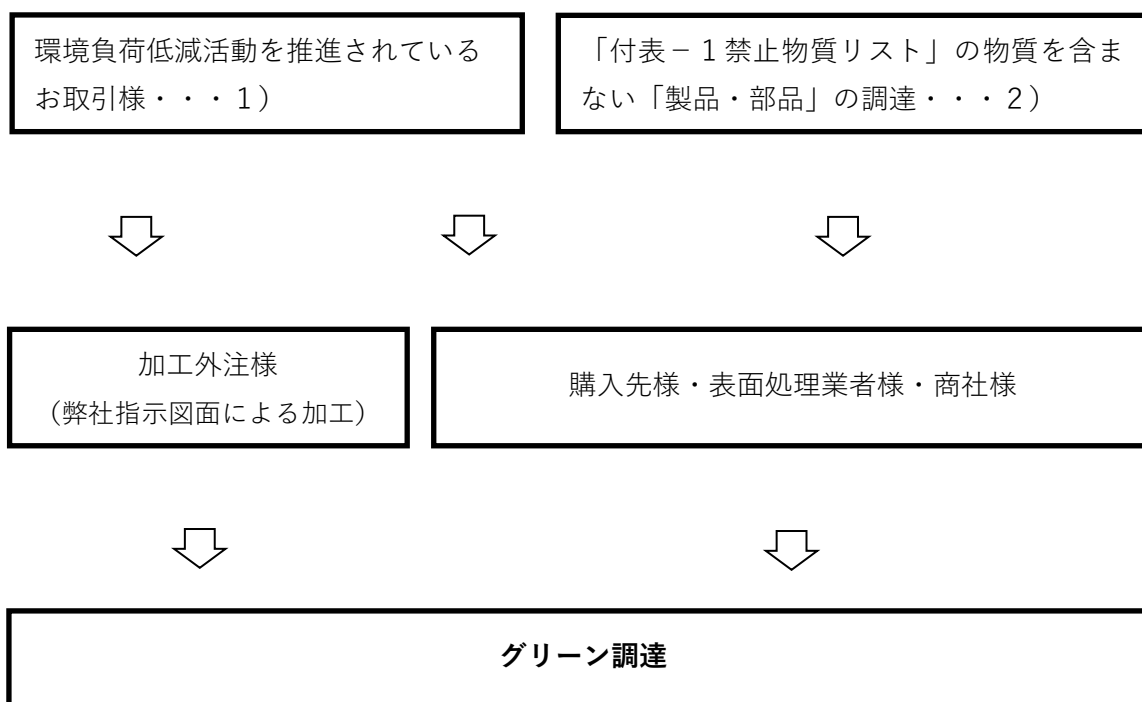 環境負荷低減活動を推進されている
お取引様・・・１）
「付表－１禁止物質リスト」の物質を含ま
ない「製品・部品」の調達・・・２）
加工外注様
（弊社指示図面による加工）
購入先様・表面処理業者様・商社様
グリーン調達